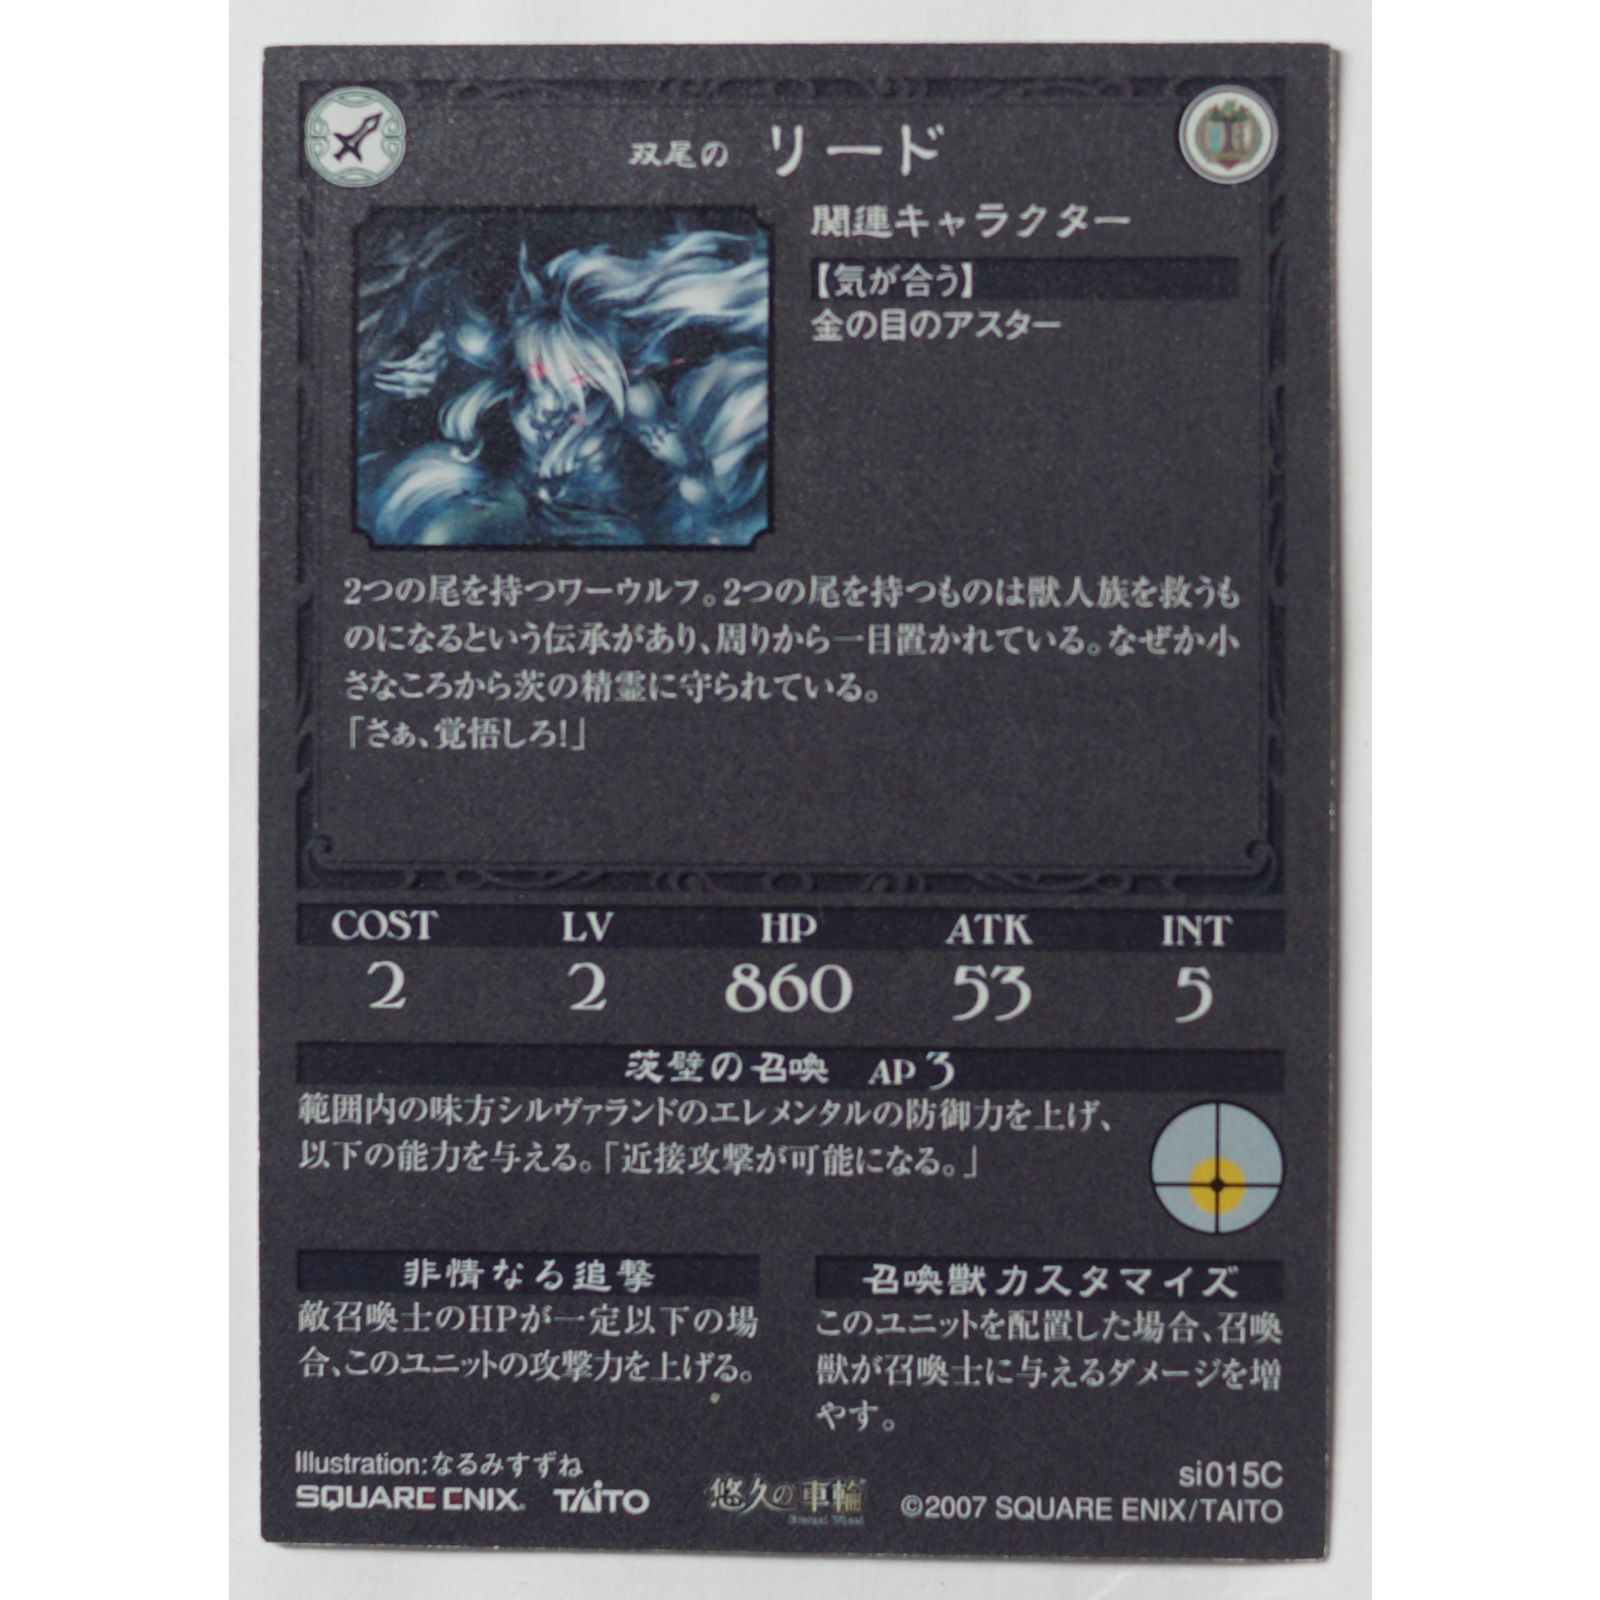 双尾の リード
関連キャラクター
【気が合う】
金の目のアスター
2つの尾を持つワーウルフ。2つの尾を持つものは獣人族を救うも
のになるという伝承があり、周りから一目置かれている。なぜか小
さなころから茨の精霊に守られている。
「さぁ、覚悟しろ!」
COST LV HP ATK INT
2 2 860 53 5
茨壁の召喚 AP 3
範囲内の味方シルヴァランドのエレメンタルの防御力を上げ、
以下の能力を与える。「近接攻撃が可能になる。」
非情なる追撃
敵召喚士のHPが一定以下の場
合、このユニットの攻撃力を上げる。
召喚獣カスタマイズ
このユニットを配置した場合、召喚
獣が召喚士に与えるダメージを増
やす。
Illustration:なるみすずね
SQUARE ENIX. TAITO
悠久の車輪
Eternal Wheel
si015C
©2007 SQUARE ENIX/TAITO